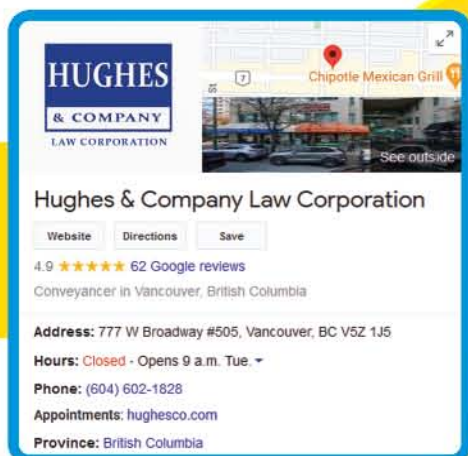 HUGHES
& COMPANY
LAW CORPORATION
7
St
Chipotle Mexican Grill
See outside
Hughes & Company Law Corporation
Website Directions Save
4.9 ★★★★★ 62 Google reviews
Conveyancer in Vancouver, British Columbia
Address: 777 W Broadway #505, Vancouver, BC V5Z 1J5
Hours: Closed - Opens 9 a.m. Tue.
Phone: (604) 602-1828
Appointments: hughesco.com
Province: British Columbia